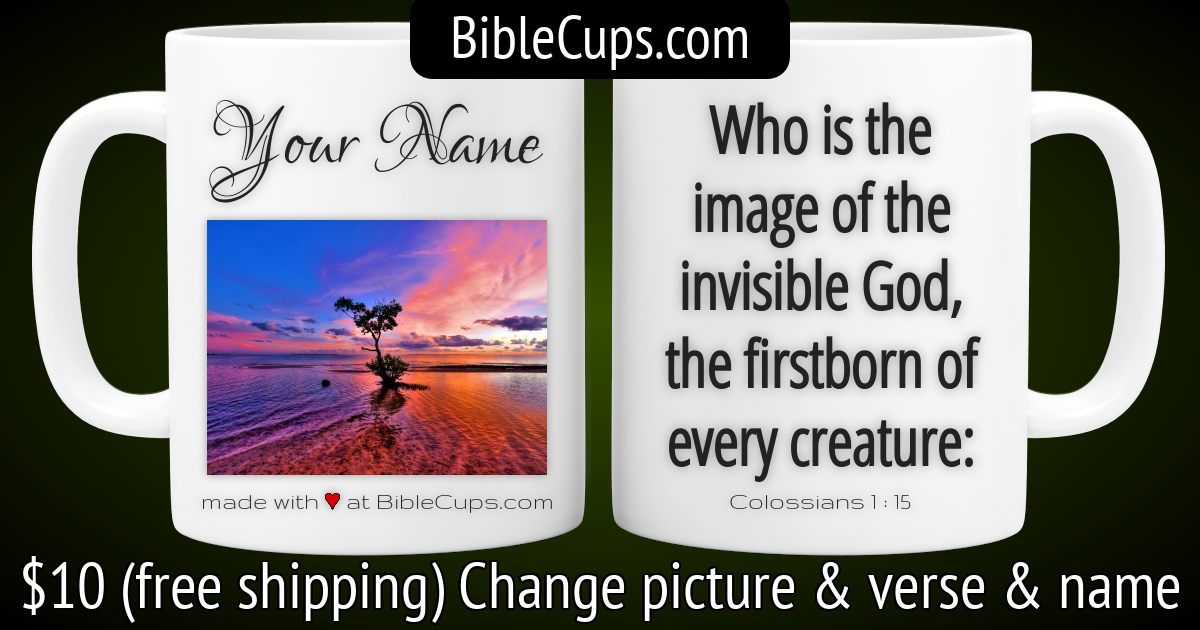 BibleCups.com
Your Name
made with ♥ at BibleCups.com
Who is the
image of the
invisible God,
the firstborn of
every creature:
Colossians 1 : 15
$10 (free shipping) Change picture & verse & name